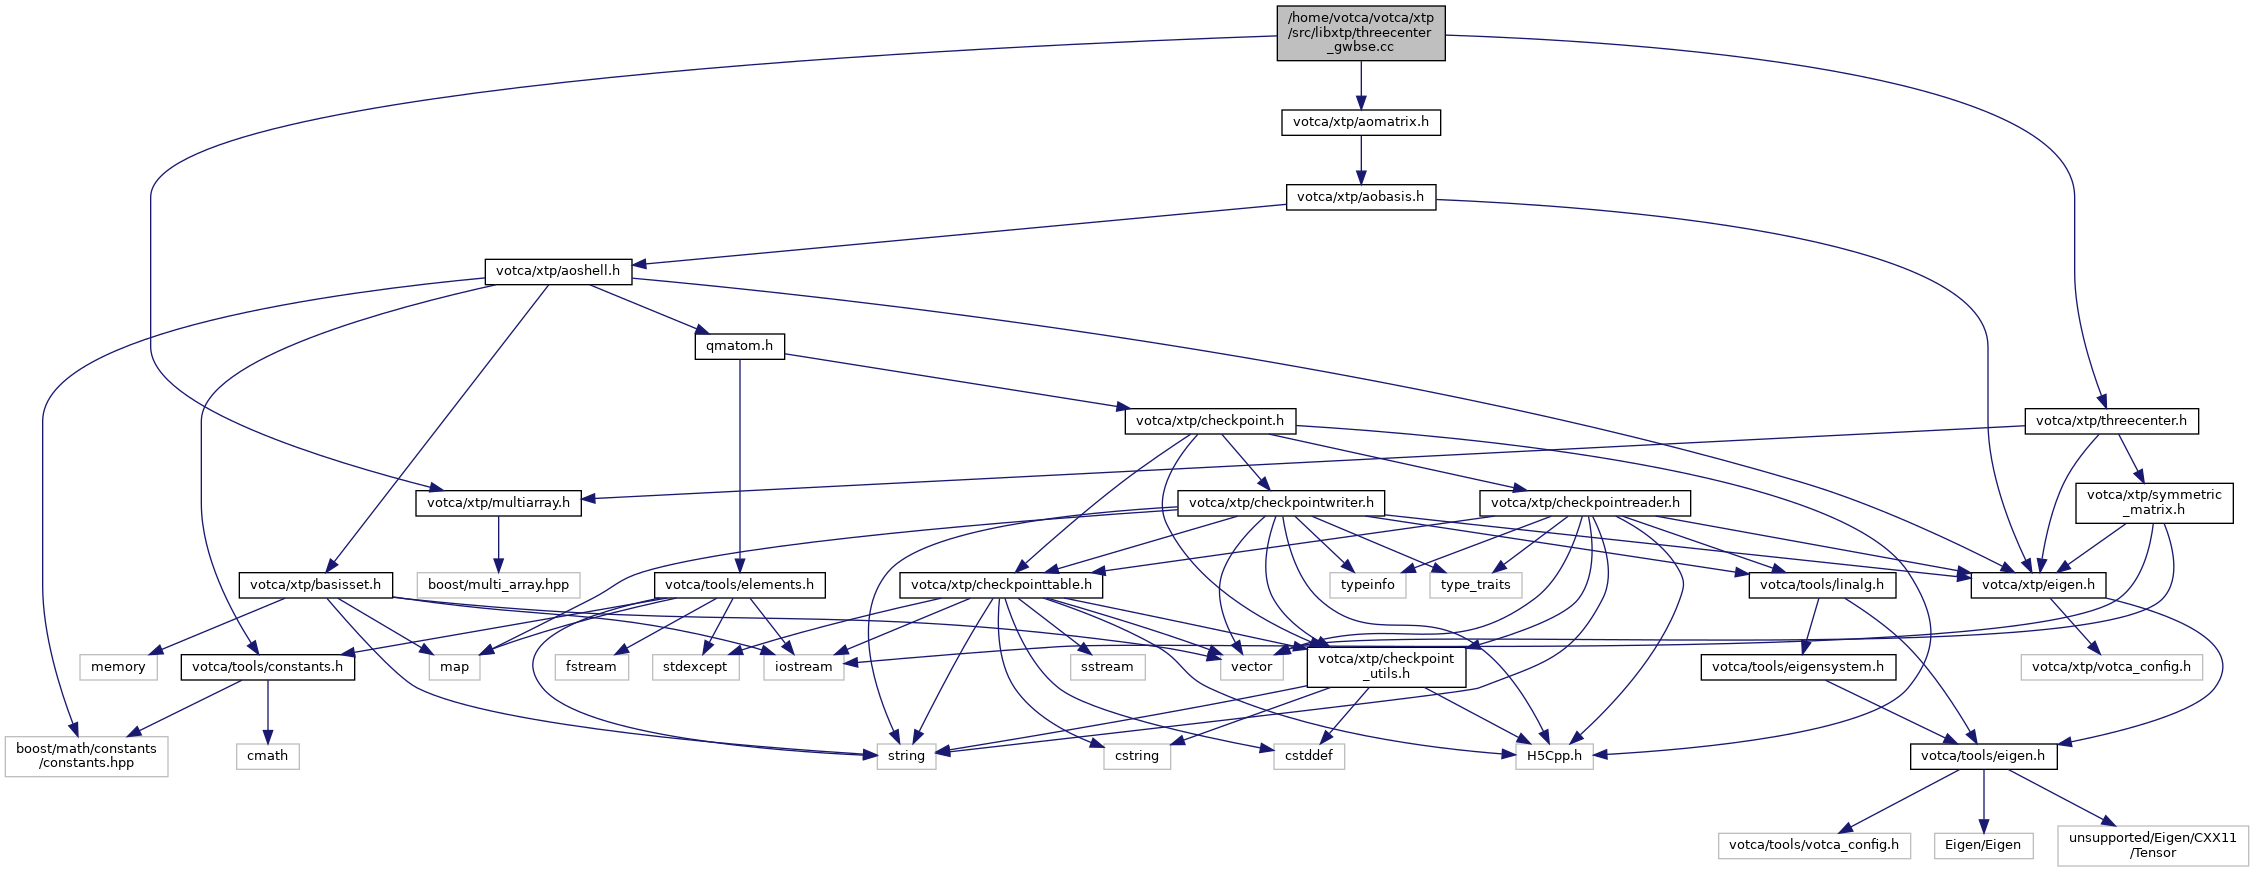 /home/votca/votca/xtp
/src/libxtp/threecenter
_gwbse.cc
votca/xtp/aomatrix.h
votca/xtp/aobasis.h
votca/xtp/aoshell.h
qmatom.h
votca/xtp/checkpoint.h
votca/xtp/threecenter.h
votca/xtp/multiarray.h
votca/xtp/checkpointwriter.h
votca/xtp/checkpointreader.h
votca/xtp/symmetric
_matrix.h
votca/xtp/basisset.h
boost/multi_array.hpp
votca/tools/elements.h
votca/xtp/checkpointtable.h
typeinfo
type_traits
votca/tools/linalg.h
votca/xtp/eigen.h
memory
votca/tools/constants.h
map
fstream
stdexcept
iostream
sstream
vector
votca/xtp/checkpoint
_utils.h
votca/tools/eigensystem.h
votca/xtp/votca_config.h
boost/math/constants
/constants.hpp
cmath
string
cstring
cstddef
H5Cpp.h
votca/tools/eigen.h
votca/tools/votca_config.h
Eigen/Eigen
unsupported/Eigen/CXX11
/Tensor